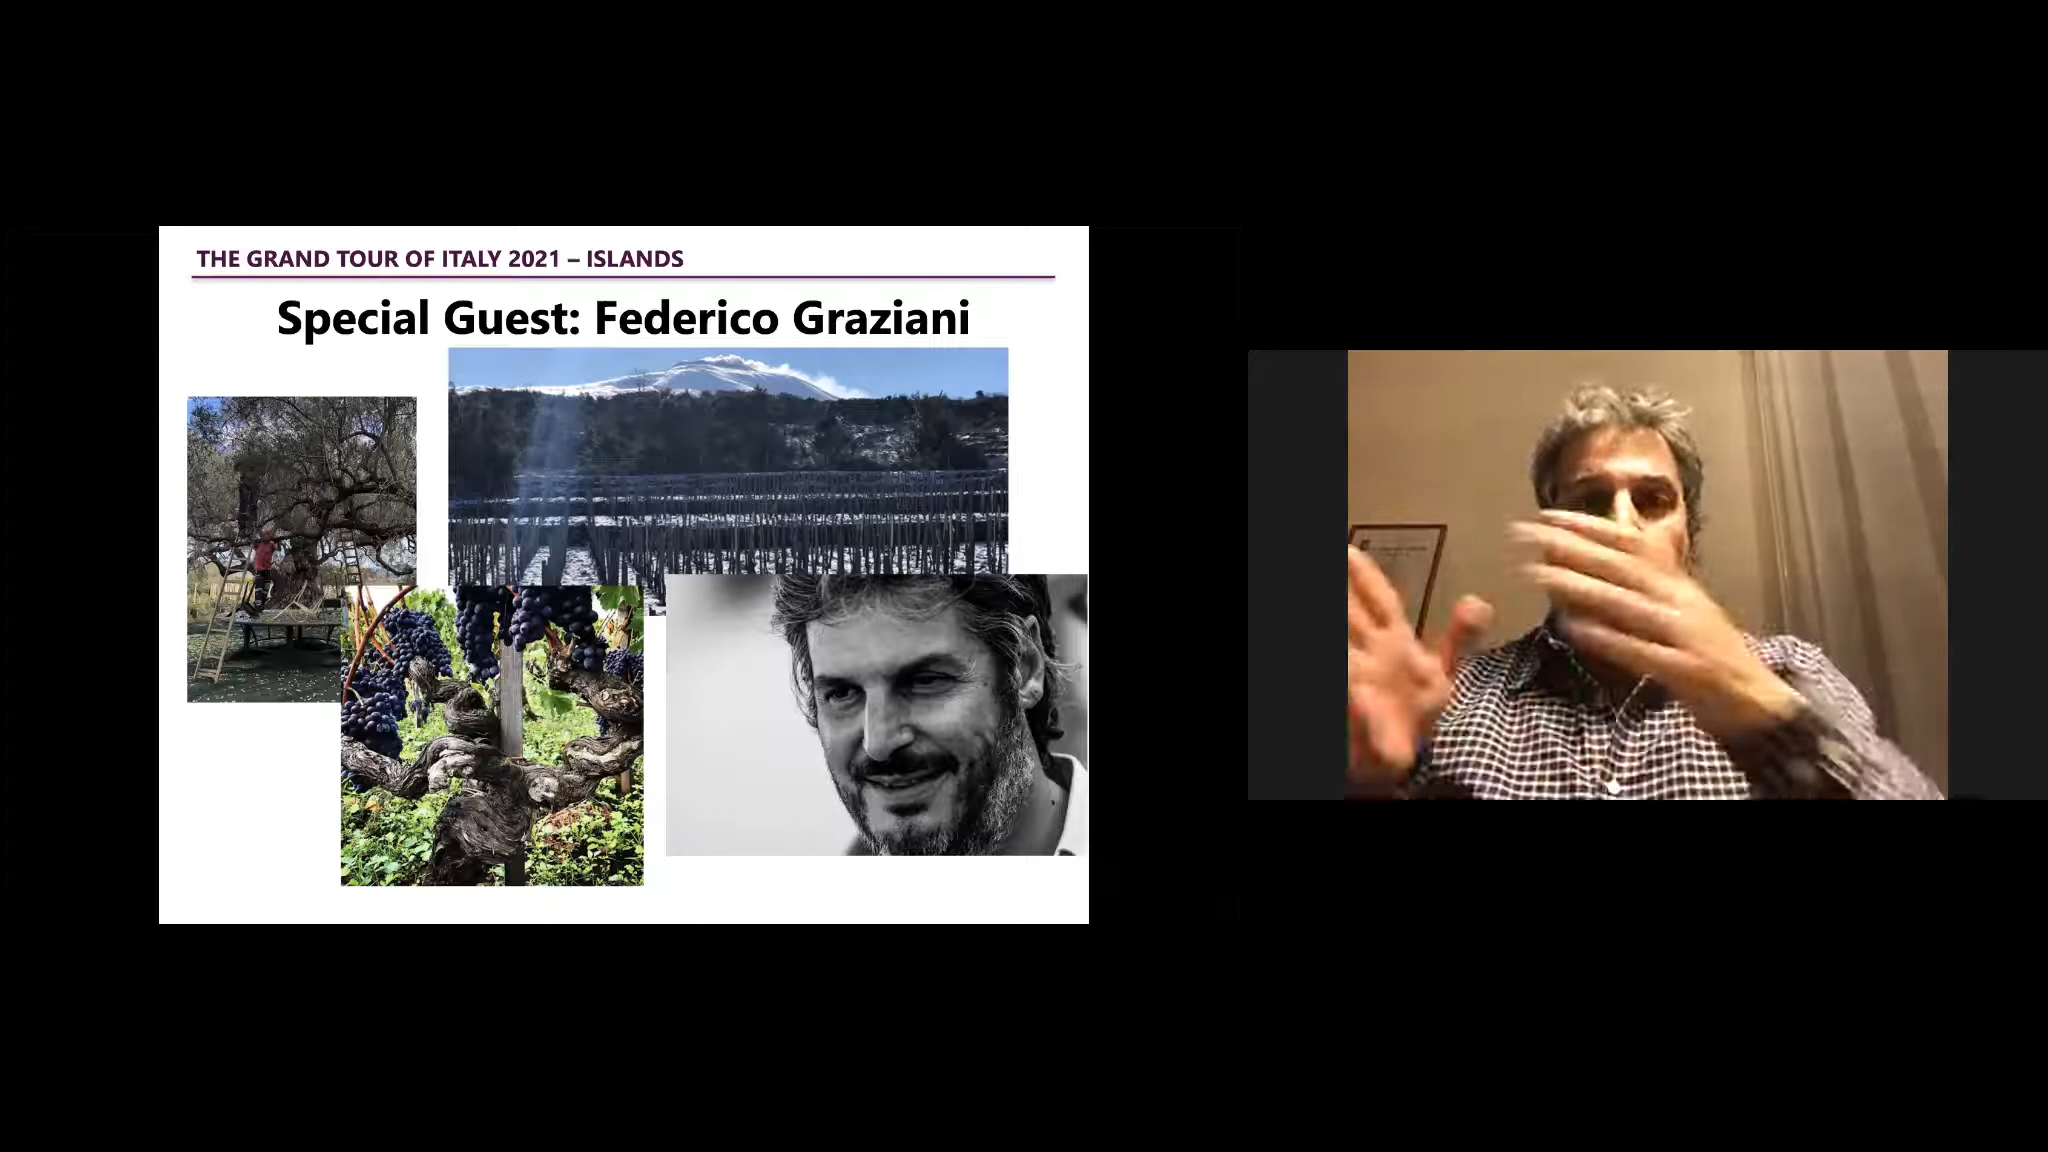 THE GRAND TOUR OF ITALY 2021 – ISLANDS
Special Guest: Federico Graziani